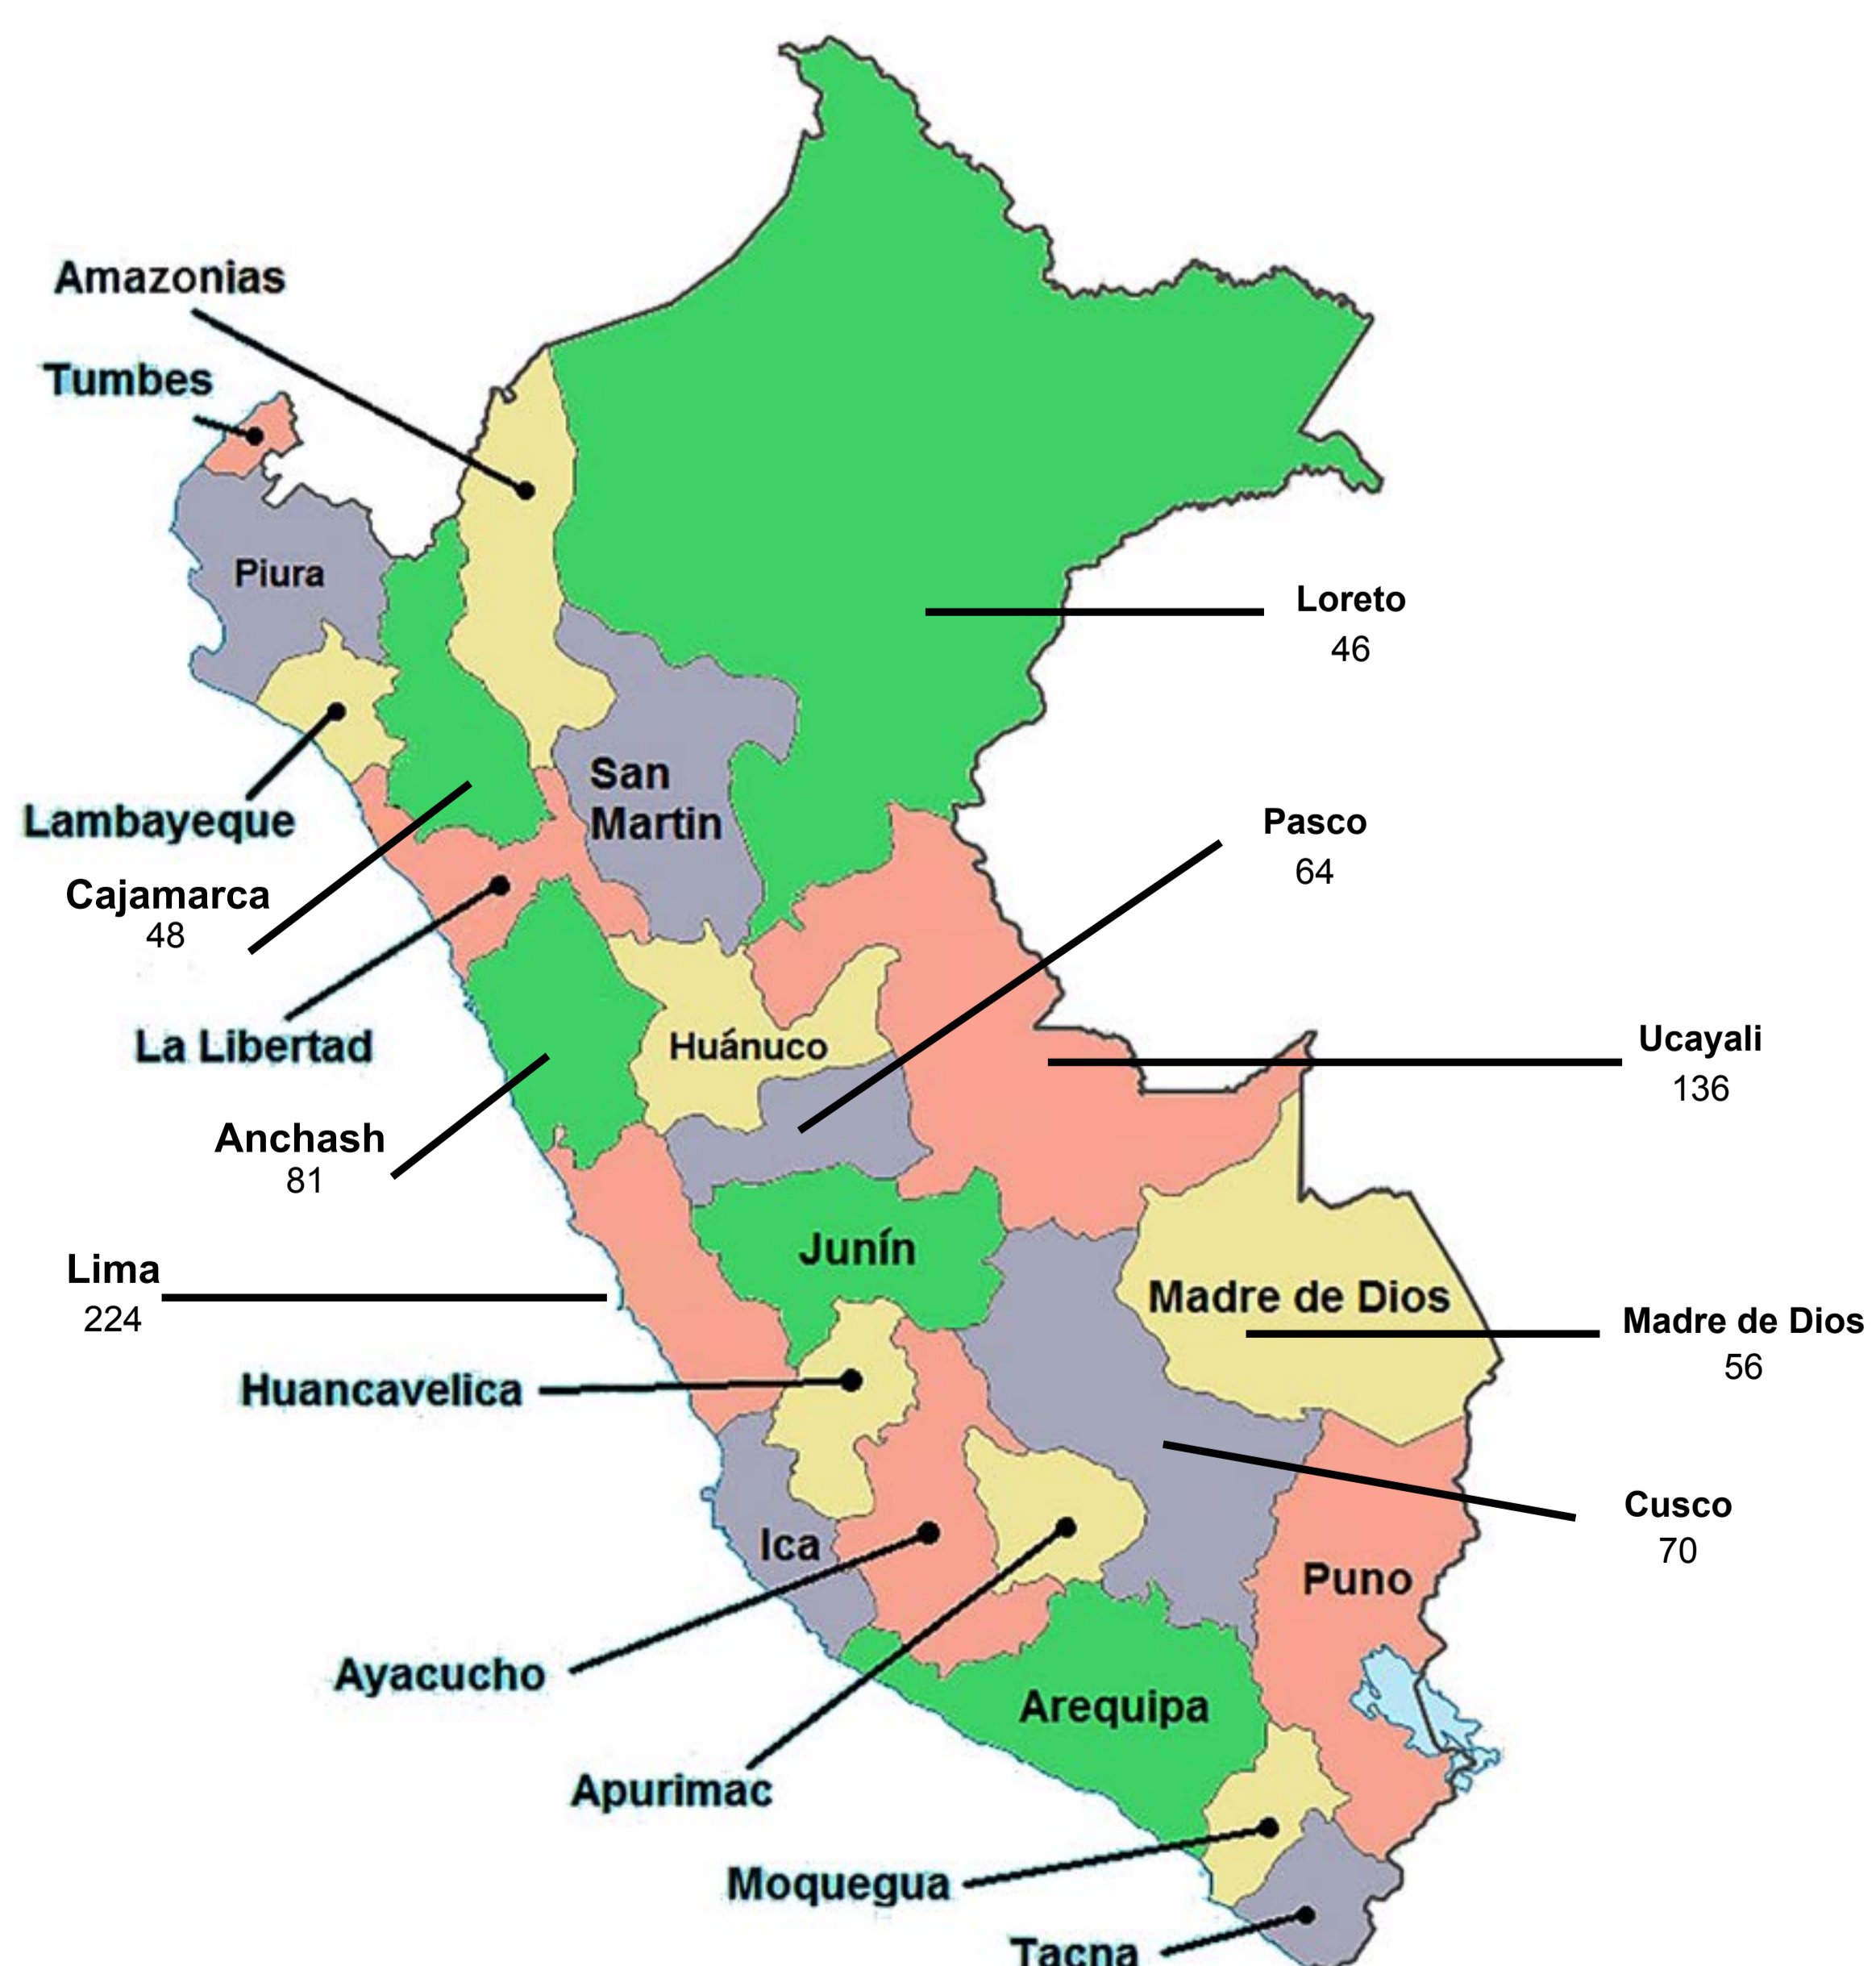 Amazonias
Tumbes
Piura
Loreto
46
San
Martin
Lambayeque
Pasco
64
Cajamarca
48
La Libertad
Huánuco
Ucayali
136
Anchash
81
Junín
Lima
224
Madre de Dios
Madre de Dios
56
Huancavelica
Cusco
70
Ica
Puno
Ayacucho
Arequipa
Apurimac
Moquegua
Tacna